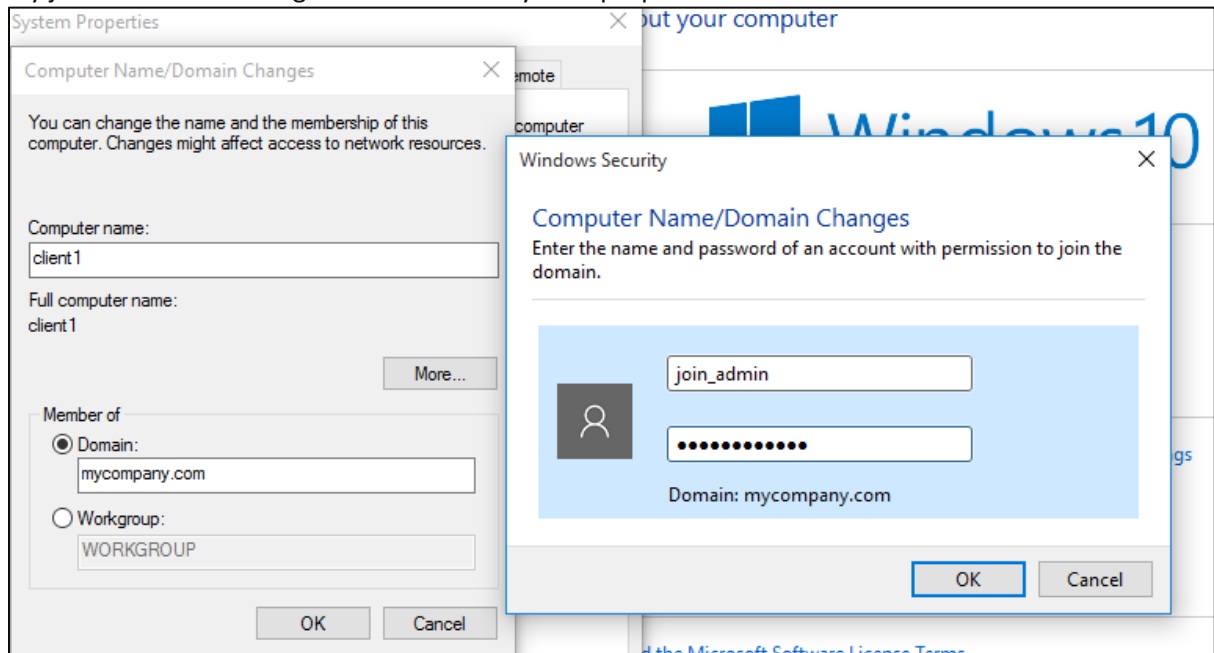 System Properties
out your computer
Computer Name/Domain Changes
emote
You can change the name and the membership of this
computer. Changes might affect access to network resources.
computer
Windows 10
Windows Security
Computer Name/Domain Changes
Enter the name and password of an account with permission to join the
domain.
Computer name:
client1
Full computer name:
client1
More...
join_admin
Member of
Domain:
mycompany.com
gs
Domain: mycompany.com
Workgroup:
WORKGROUP
OK
Cancel
OK
Cancel
d the Microsoft Software License Terms